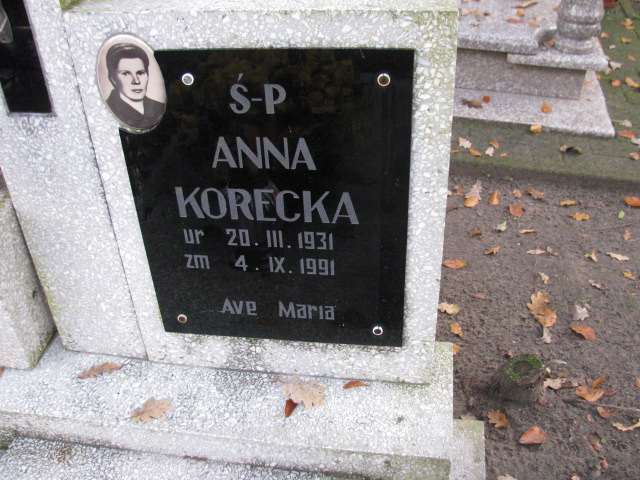 Ś-P
ANNA
KORECKA
ur 20. III. 1931
zm 4. IX. 1991
Ave Maria